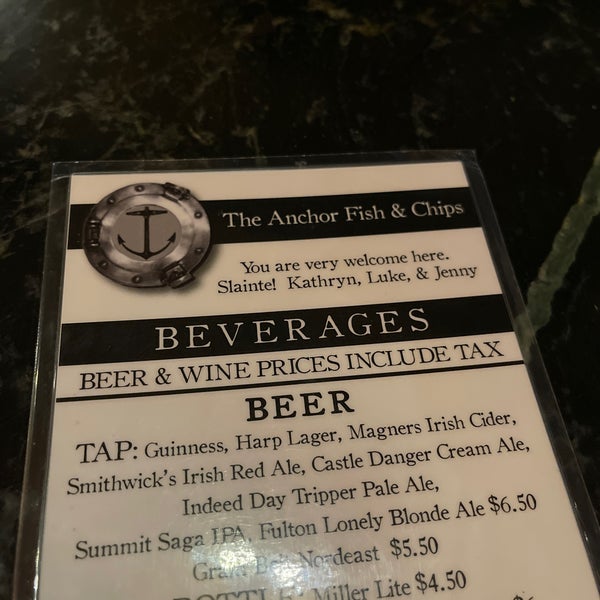 The Anchor Fish & Chips
You are very welcome here.
Slainte! Kathryn, Luke, & Jenny
BEVERAGES
BEER & WINE PRICES INCLUDE TAX
BEER
TAP: Guinness, Harp Lager, Magners Irish Cider,
Smithwick's Irish Red Ale, Castle Danger Cream Ale,
Indeed Day Tripper Pale Ale,
Summit Saga IPA, Fulton Lonely Blonde Ale $6.50
Grain Belt Nordeast $5.50
Miller Lite $4.50